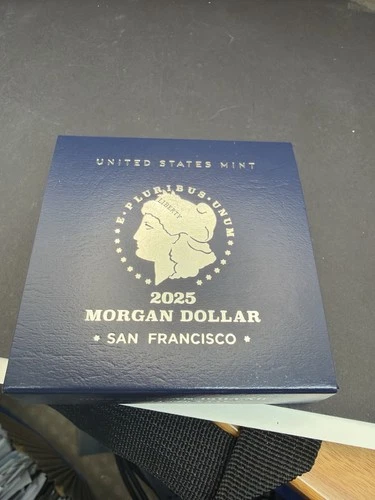 UNITED STATES MINT
E·PLURIBUS·UNUM
LIBERTY
2025
MORGAN DOLLAR
* SAN FRANCISCO *